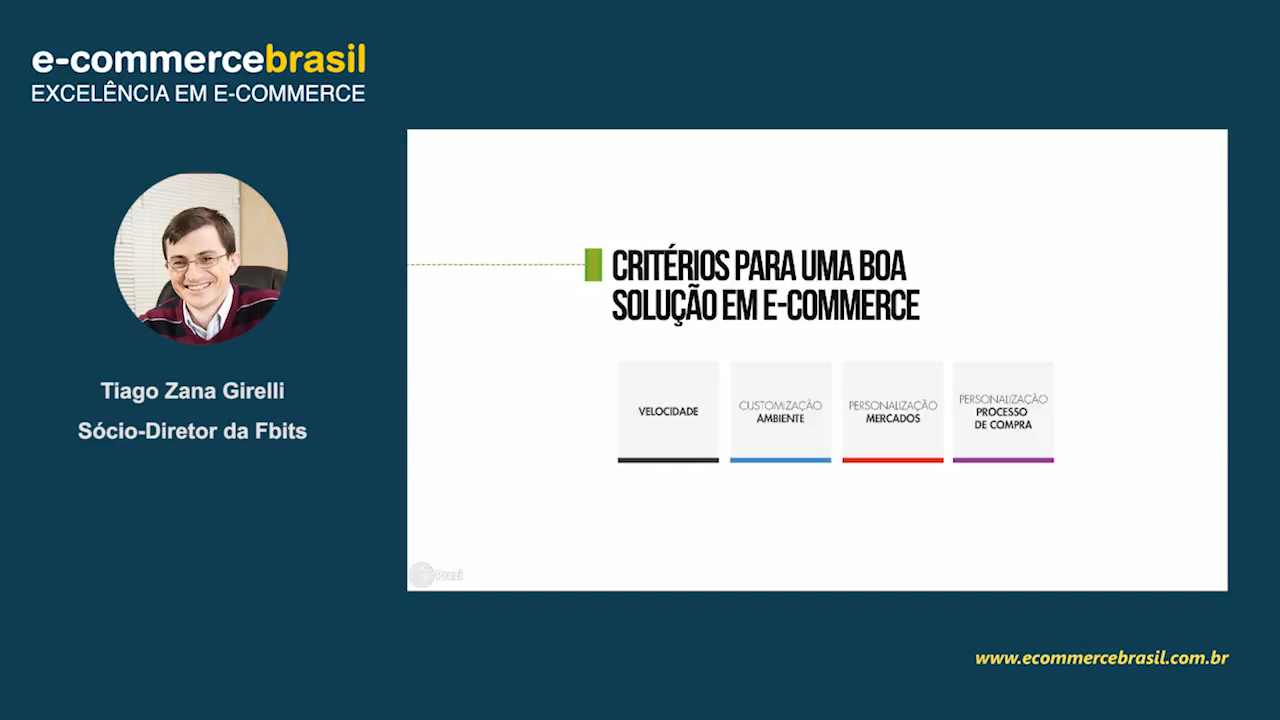 e-commercebrasil
EXCELÊNCIA EM E-COMMERCE
Tiago Zana Girelli
Sócio-Diretor da Fbits
CRITÉRIOS PARA UMA BOA
SOLUÇÃO EM E-COMMERCE
VELOCIDADE
CUSTOMIZAÇÃO
AMBIENTE
PERSONALIZAÇÃO
MERCADOS
PERSONALIZAÇÃO
PROCESSO
DE COMPRA
Prezi
www.ecommercebrasil.com.br